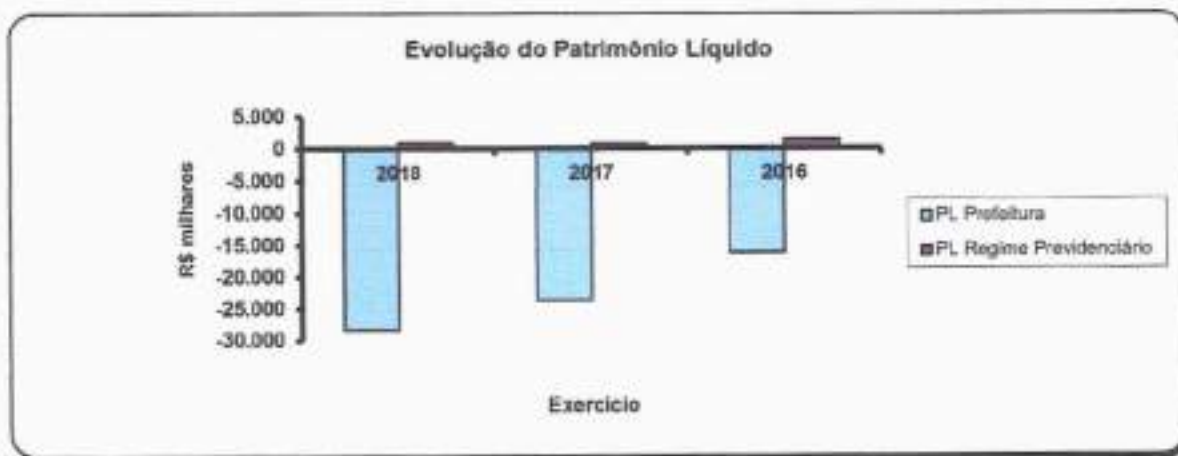 Evolução do Patrimônio Líquido
5.000
0
-5.000
-10.000
-15.000
-20.000
-25.000
-30.000
R$ milhares
2018
2017
2016
Exercício
PL Prefeitura
PL Regime Previdenciário